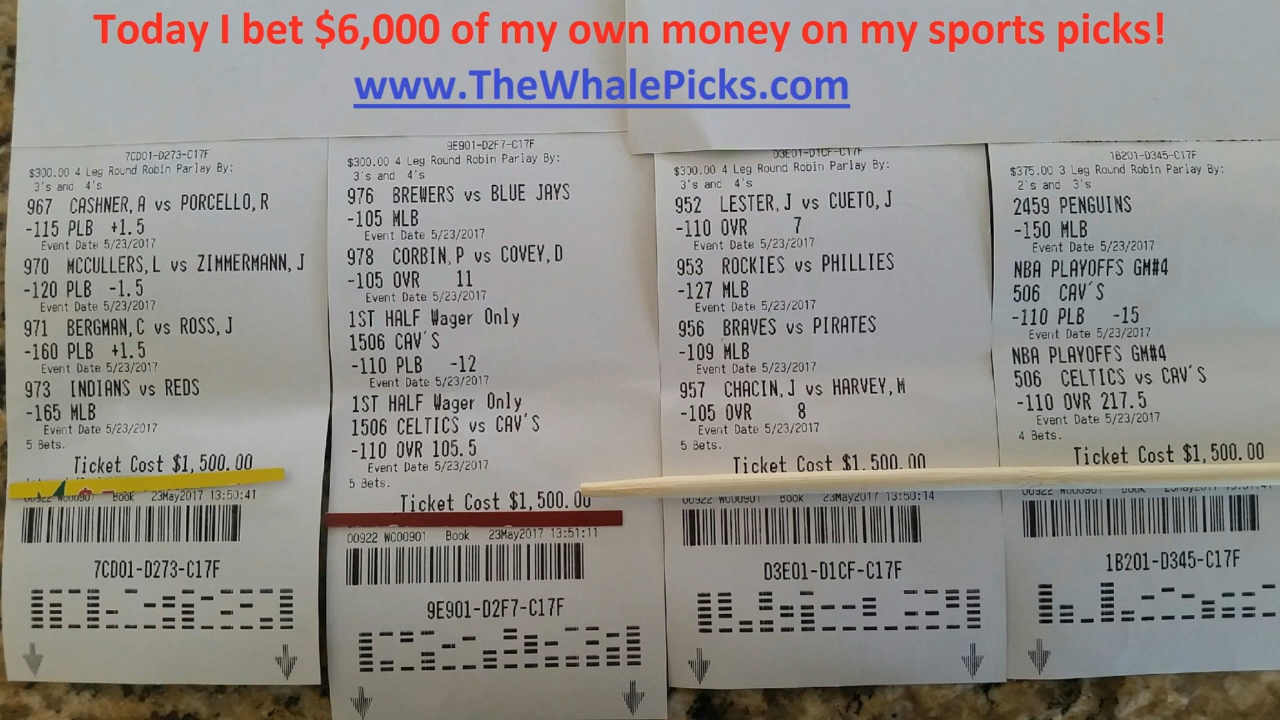 Today I bet $6,000 of my own money on my sports picks!
www.TheWhalePicks.com
7CD01-D273-C17F
$300.00 4 Leg Round Robin Parlay By:
3's and 4's
967 CASHNER, A vs PORCELLO, R
-115 PLB +1.5
Event Date 5/23/2017
970 MCCULLERS, L vs ZIMMERMANN, J
-120 PLB -1.5
Event Date 5/23/2017
971 BERGMAN, C vs ROSS, J
-160 PLB +1.5
Event Date 5/23/2017
973 INDIANS vs REDS
-165 MLB
Event Date 5/23/2017
5 Bets.
Ticket Cost $1,500.00
00922 W000901 Book 23May2017 13:50:41
7CD01-D273-C17F
9E901-D2F7-C17F
$300.00 4 Leg Round Robin Parlay By:
3's and 4's
976 BREWERS vs BLUE JAYS
-105 MLB
Event Date 5/23/2017
978 CORBIN, P vs COVEY, D
-105 OVR 11
Event Date 5/23/2017
1ST HALF Wager Only
1506 CAV'S
-110 PLB -12
Event Date 5/23/2017
1ST HALF Wager Only
1506 CELTICS vs CAV'S
-110 OVR 105.5
Event Date 5/23/2017
5 Bets.
Ticket Cost $1,500.00
00922 W000901 Book 23May2017 13:51:11
9E901-D2F7-C17F
D3E01-D1CF-C17F
$300.00 4 Leg Round Robin Parlay By:
3's and 4's
952 LESTER, J vs CUETO, J
-110 OVR 7
Event Date 5/23/2017
953 ROCKIES vs PHILLIES
-127 MLB
Event Date 5/23/2017
956 BRAVES vs PIRATES
-109 MLB
Event Date 5/23/2017
957 CHACIN, J vs HARVEY, M
-105 OVR 8
Event Date 5/23/2017
5 Bets.
Ticket Cost $1,500.00
00922 W000901 Book 23May2017 13:50:14
D3E01-D1CF-C17F
1B201-D345-C17F
$375.00 3 Leg Round Robin Parlay By:
2's and 3's
2459 PENGUINS
-150 MLB
Event Date 5/23/2017
NBA PLAYOFFS GM#4
506 CAV'S
-110 PLB -15
Event Date 5/23/2017
NBA PLAYOFFS GM#4
506 CELTICS vs CAV'S
-110 OVR 217.5
Event Date 5/23/2017
4 Bets.
Ticket Cost $1,500.00
00922 W000901 Book
1B201-D345-C17F